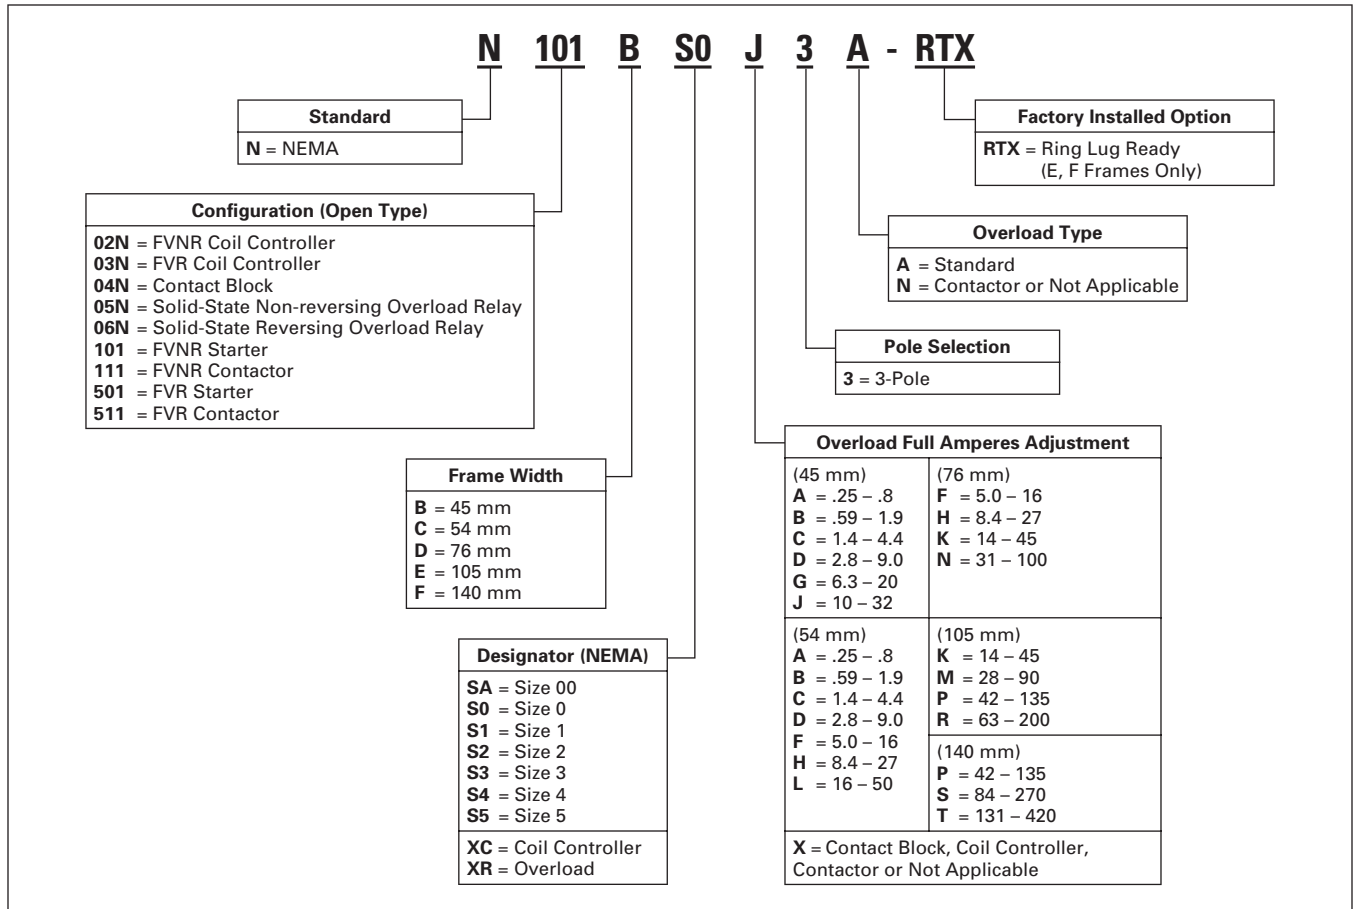 N 101 B S0 J 3 A - RTX
Standard
N = NEMA
Factory Installed Option
RTX = Ring Lug Ready
(E, F Frames Only)
Configuration (Open Type)
02N = FVNR Coil Controller
03N = FVR Coil Controller
04N = Contact Block
05N = Solid-State Non-reversing Overload Relay
06N = Solid-State Reversing Overload Relay
101 = FVNR Starter
111 = FVNR Contactor
501 = FVR Starter
511 = FVR Contactor
Overload Type
A = Standard
N = Contactor or Not Applicable
Pole Selection
3 = 3-Pole
Frame Width
B = 45 mm
C = 54 mm
D = 76 mm
E = 105 mm
F = 140 mm
Designator (NEMA)
SA = Size 00
S0 = Size 0
S1 = Size 1
S2 = Size 2
S3 = Size 3
S4 = Size 4
S5 = Size 5
XC = Coil Controller
XR = Overload
Overload Full Amperes Adjustment
(45 mm)
A = .25 – .8
B = .59 – 1.9
C = 1.4 – 4.4
D = 2.8 – 9.0
G = 6.3 – 20
J = 10 – 32
(76 mm)
F = 5.0 – 16
H = 8.4 – 27
K = 14 – 45
N = 31 – 100
(54 mm)
A = .25 – .8
B = .59 – 1.9
C = 1.4 – 4.4
D = 2.8 – 9.0
F = 5.0 – 16
H = 8.4 – 27
L = 16 – 50
(105 mm)
K = 14 – 45
M = 28 – 90
P = 42 – 135
R = 63 – 200
(140 mm)
P = 42 – 135
S = 84 – 270
T = 131 – 420
X = Contact Block, Coil Controller,
Contactor or Not Applicable